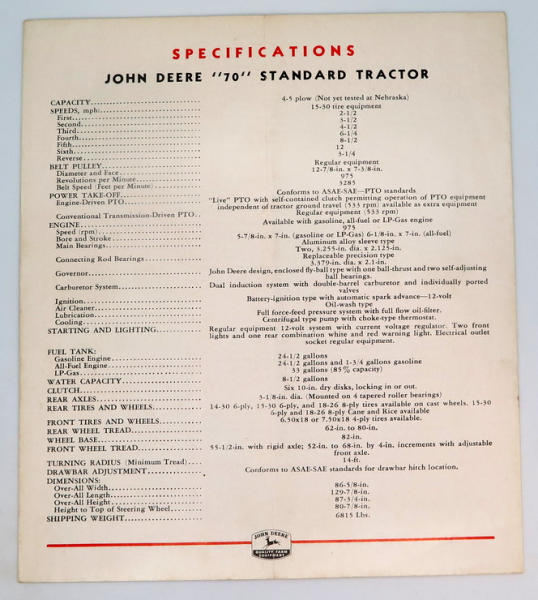 SPECIFICATIONS
JOHN DEERE "70" STANDARD TRACTOR
CAPACITY........ 4-5 plow (Not yet tested at Nebraska)
SPEEDS, mph:........ 15-30 tire equipment
First........ 2-1/2
Second........ 3-1/2
Third........ 4-1/2
Fourth........ 6-1/4
Fifth........ 8-1/2
Sixth........ 12
Reverse........ 3-1/4
BELT PULLEY........ Regular equipment
Diameter and Face........ 12-7/8-in. x 7-3/8-in.
Revolutions per Minute........ 975
Belt Speed (Feet per Minute)........ 3285
POWER TAKE-OFF........ Conforms to ASAE-SAE—PTO standards
Engine-Driven PTO........ "Live" PTO with self-contained clutch permitting operation of PTO equipment
independent of tractor ground travel (533 rpm) available as extra equipment
Conventional Transmission-Driven PTO.. Regular equipment (533 rpm)
ENGINE........ Available with gasoline, all-fuel or LP-Gas engine
Speed (rpm)........ 975
Bore and Stroke........ 5-7/8-in. x 7-in. (gasoline or LP-Gas) 6-1/8-in. x 7-in. (all-fuel)
Main Bearings........ Aluminum alloy sleeve type
Two, 3.255-in. dia. x 2.125-in.
Connecting Rod Bearings........ Replaceable precision type
3.379-in. dia. x 2.1-in.
Governor........ John Deere design, enclosed fly-ball type with one ball-thrust and two self-adjusting
ball bearings.
Carburetor System........ Dual induction system with double-barrel carburetor and individually ported
valves
Ignition........ Battery-ignition type with automatic spark advance—12-volt
Air Cleaner........ Oil-wash type
Lubrication........ Full force-feed pressure system with full flow oil-filter.
Cooling........ Centrifugal type pump with choke-type thermostat.
STARTING AND LIGHTING........ Regular equipment 12-volt system with current voltage regulator. Two front
lights and one rear combination white and red warning light. Electrical outlet
socket regular equipment.
FUEL TANK:
Gasoline Engine........ 24-1/2 gallons
All-Fuel Engine........ 24-1/2 gallons and 1-3/4 gallons gasoline
LP-Gas........ 33 gallons (85% capacity)
WATER CAPACITY........ 8-1/2 gallons
CLUTCH........ Six 10-in. dry disks, locking in or out.
REAR AXLES........ 3-1/8-in. dia. (Mounted on 4 tapered roller bearings)
REAR TIRES AND WHEELS........ 14-30 6-ply, 15-30 6-ply, and 18-26 8-ply tires available on cast wheels. 15-30
6-ply and 18-26 8-ply Cane and Rice available
FRONT TIRES AND WHEELS........ 6.50x18 or 7.50x18 4-ply tires available.
REAR WHEEL TREAD........ 62-in. to 80-in.
WHEEL BASE........ 82-in.
FRONT WHEEL TREAD........ 55-1/2-in. with rigid axle; 52-in. to 68-in. by 4-in. increments with adjustable
front axle.
TURNING RADIUS (Minimum Tread).... 14-ft.
DRAWBAR ADJUSTMENT........ Conforms to ASAE-SAE standards for drawbar hitch location.
DIMENSIONS:
Over-All Width........ 86-5/8-in.
Over-All Length........ 129-7/8-in.
Over-All Height........ 87-3/4-in.
Height to Top of Steering Wheel........ 80-7/8-in.
SHIPPING WEIGHT........ 6815 Lbs.
JOHN DEERE
QUALITY FARM
EQUIPMENT